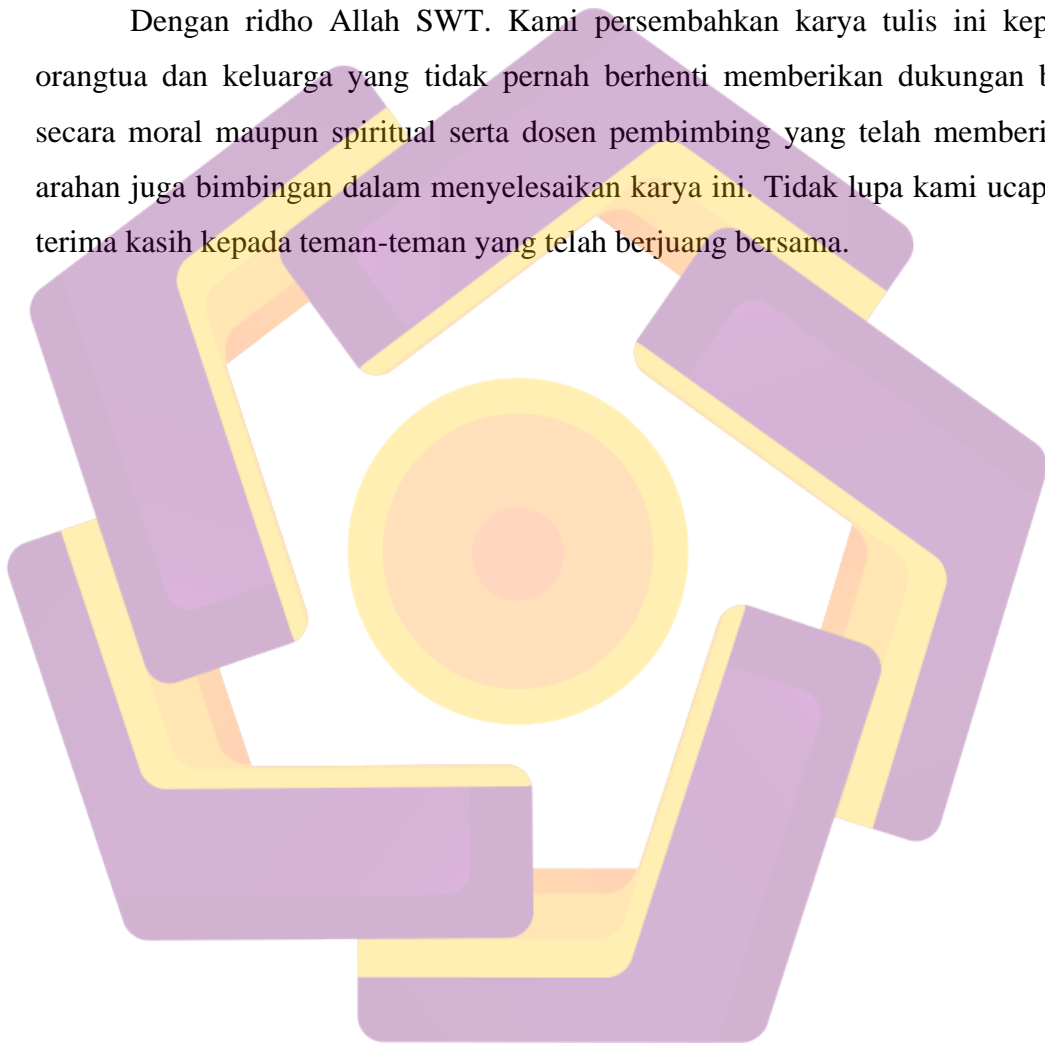 Dengan ridho Allah SWT. Kami persembahkan karya tulis ini kep
orangtua dan keluarga yang tidak pernah berhenti memberikan dukungan b
secara moral maupun spiritual serta dosen pembimbing yang telah memberi
arahan juga bimbingan dalam menyelesaikan karya ini. Tidak lupa kami ucap
terima kasih kepada teman-teman yang telah berjuang bersama.